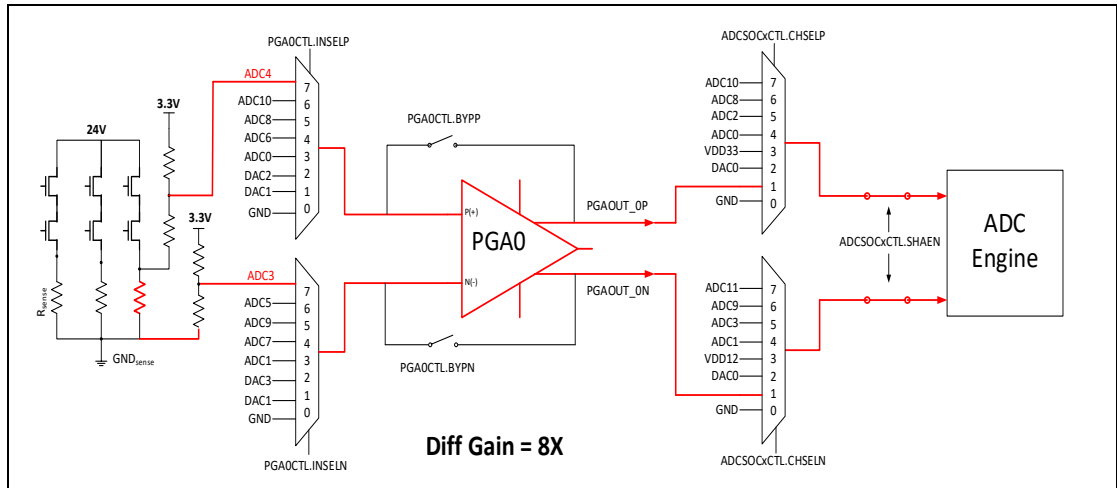 PGA0CTL.INSELP
ADCSOCxCTL.CHSELP
ADC4
7
ADC10
6
ADC8
5
ADC6
4
ADC0
3
DAC2
2
DAC1
1
GND
0
3.3V
24V
3.3V
Rsense
GNDsense
ADC3
7
ADC5
6
ADC9
5
ADC7
4
ADC1
3
DAC3
2
DAC1
1
GND
0
PGA0CTL.INSELN
PGA0CTL.BYPP
P(+)
PGA0
N(-)
PGA0CTL.BYPN
PGAOUT_0P
PGAOUT_0N
Diff Gain = 8X
7
ADC10
6
ADC8
5
ADC2
4
ADC0
3
VDD33
2
DAC0
1
GND
0
ADC11
7
ADC9
6
ADC3
5
ADC1
4
VDD12
3
DAC0
2
1
GND
0
ADCSOCxCTL.CHSELN
ADCSOCxCTL.SHAEN
ADC
Engine